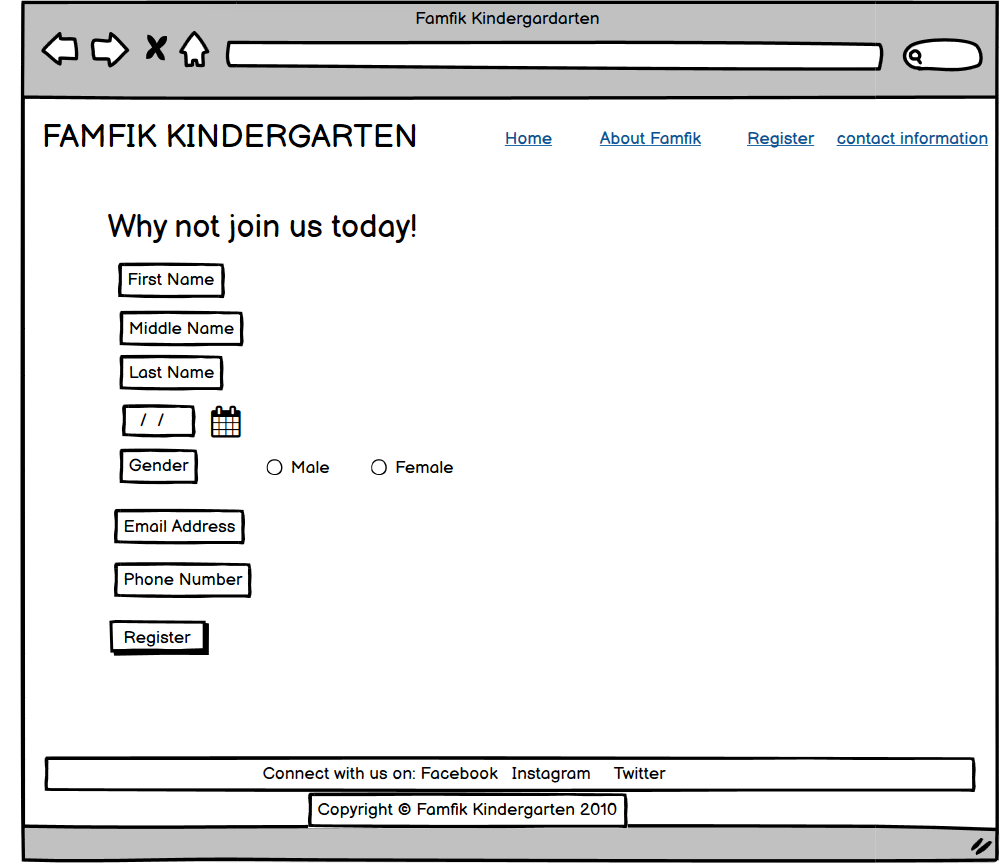 Famfik Kindergardarten
FAMFIK KINDERGARTEN Home About Famfik Register contact information
Why not join us today!
First Name
Middle Name
Last Name
/ /
Gender Male Female
Email Address
Phone Number
Register
Connect with us on: Facebook Instagram Twitter
Copyright © Famfik Kindergarten 2010